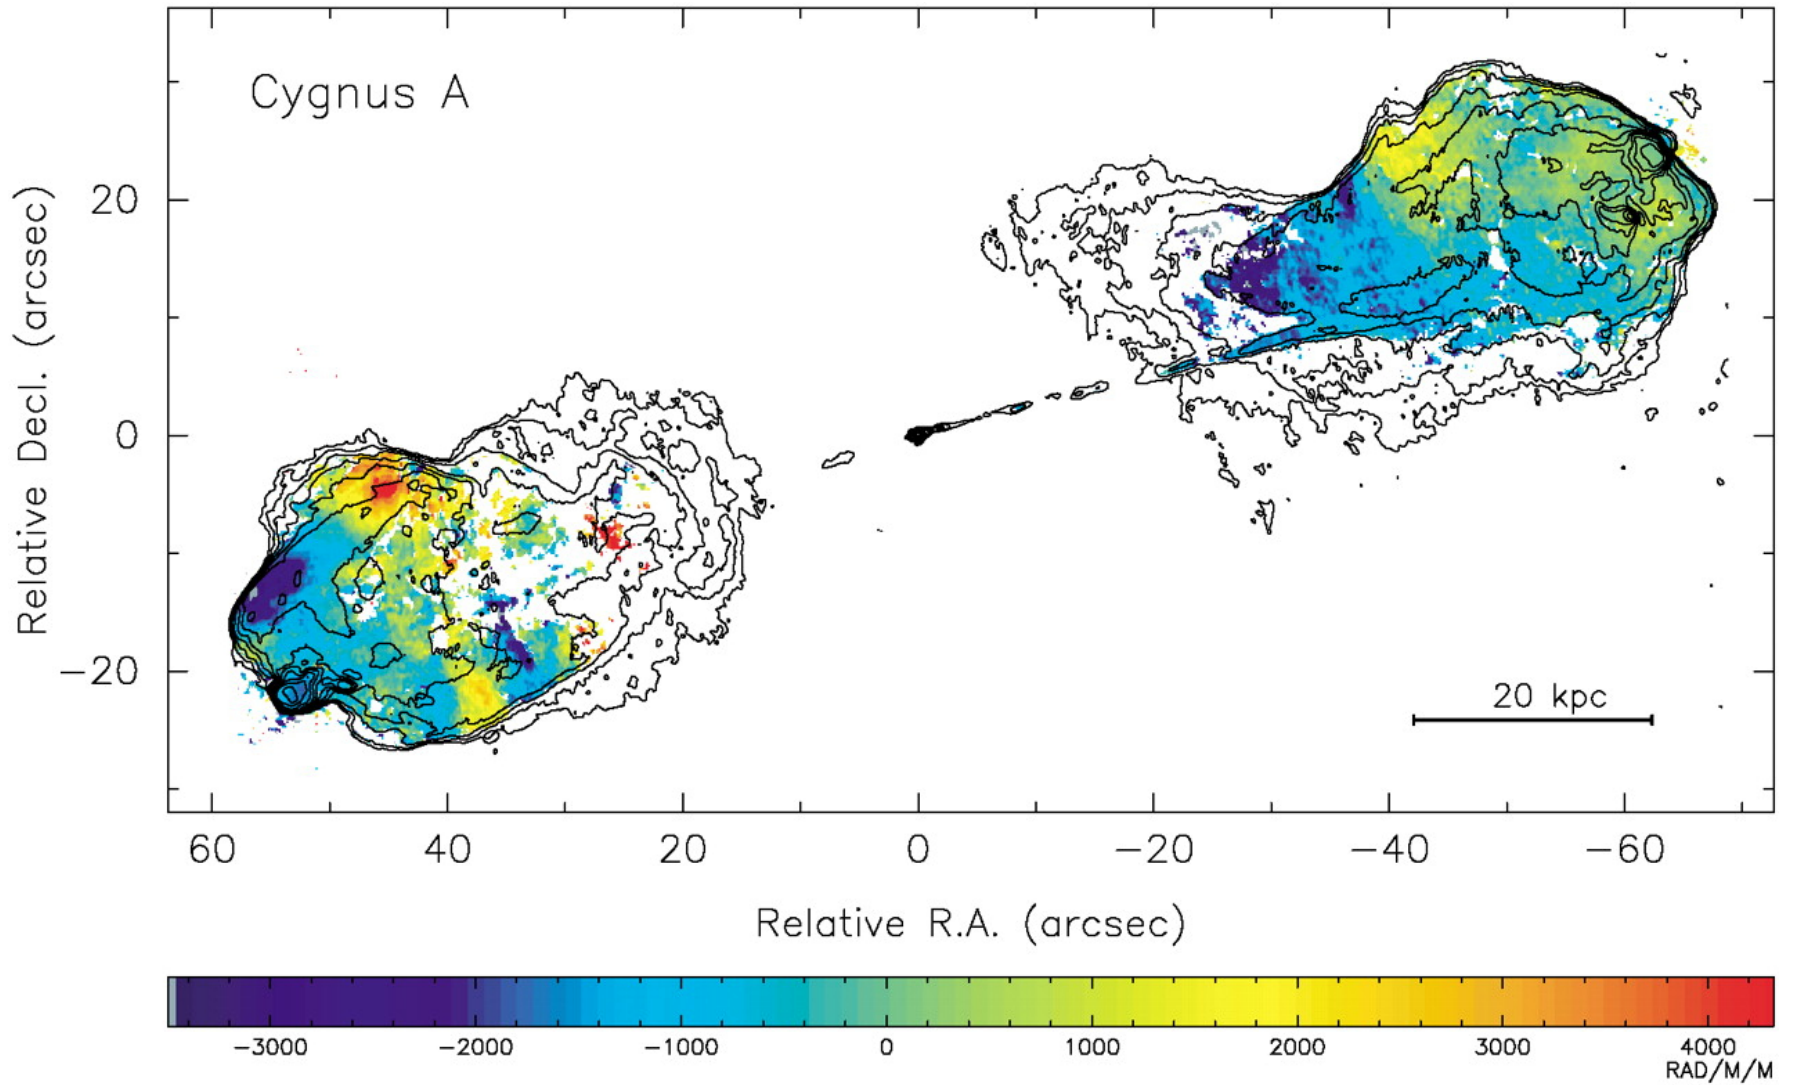 Cygnus A
20
0
−20
Relative Decl. (arcsec)
20 kpc
60 40 20 0 −20 −40 −60
Relative R.A. (arcsec)
−3000 −2000 −1000 0 1000 2000 3000 4000
RAD/M/M